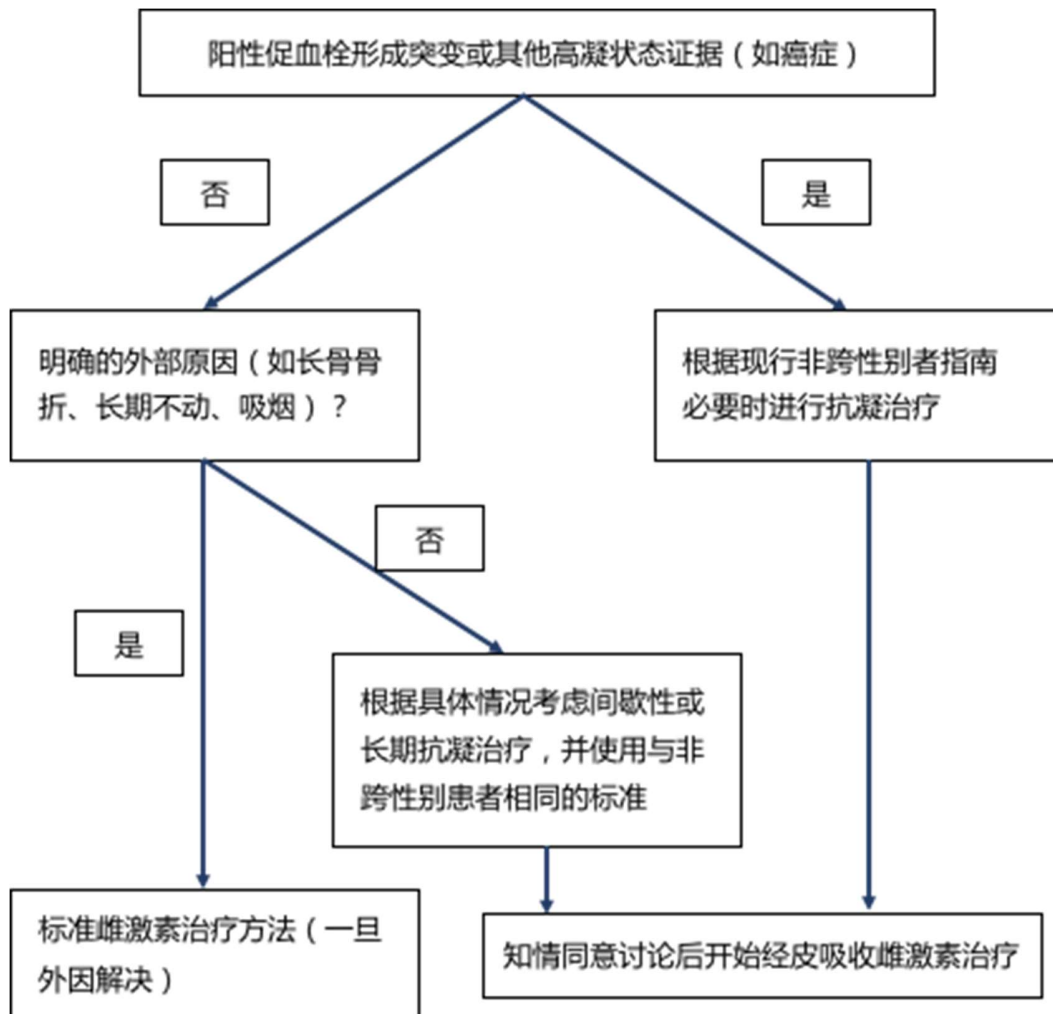 阳性促血栓形成突变或其他高凝状态证据（如癌症）
否
是
明确的外部原因（如长骨骨
折、长期不动、吸烟）？
根据现行非跨性别者指南
必要时进行抗凝治疗
否
是
根据具体情况考虑间歇性或
长期抗凝治疗，并使用与非
跨性别患者相同的标准
标准雌激素治疗方法（一旦
外因解决）
知情同意讨论后开始经皮吸收雌激素治疗